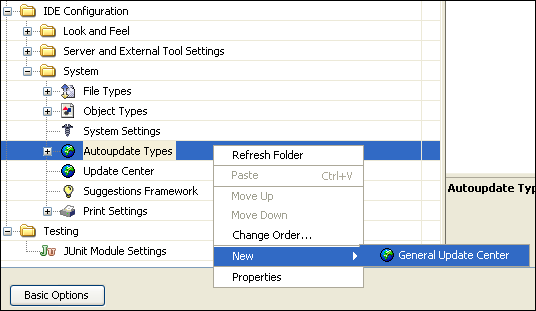 IDE Configuration
Look and Feel
Server and External Tool Settings
System
File Types
Object Types
System Settings
Autoupdate Types
Update Center
Suggestions Framework
Print Settings
Testing
JUnit Module Settings
Refresh Folder
Paste Ctrl+V
Move Up
Move Down
Change Order...
New
Properties
General Update Center
Autoupdate Typ
Basic Options